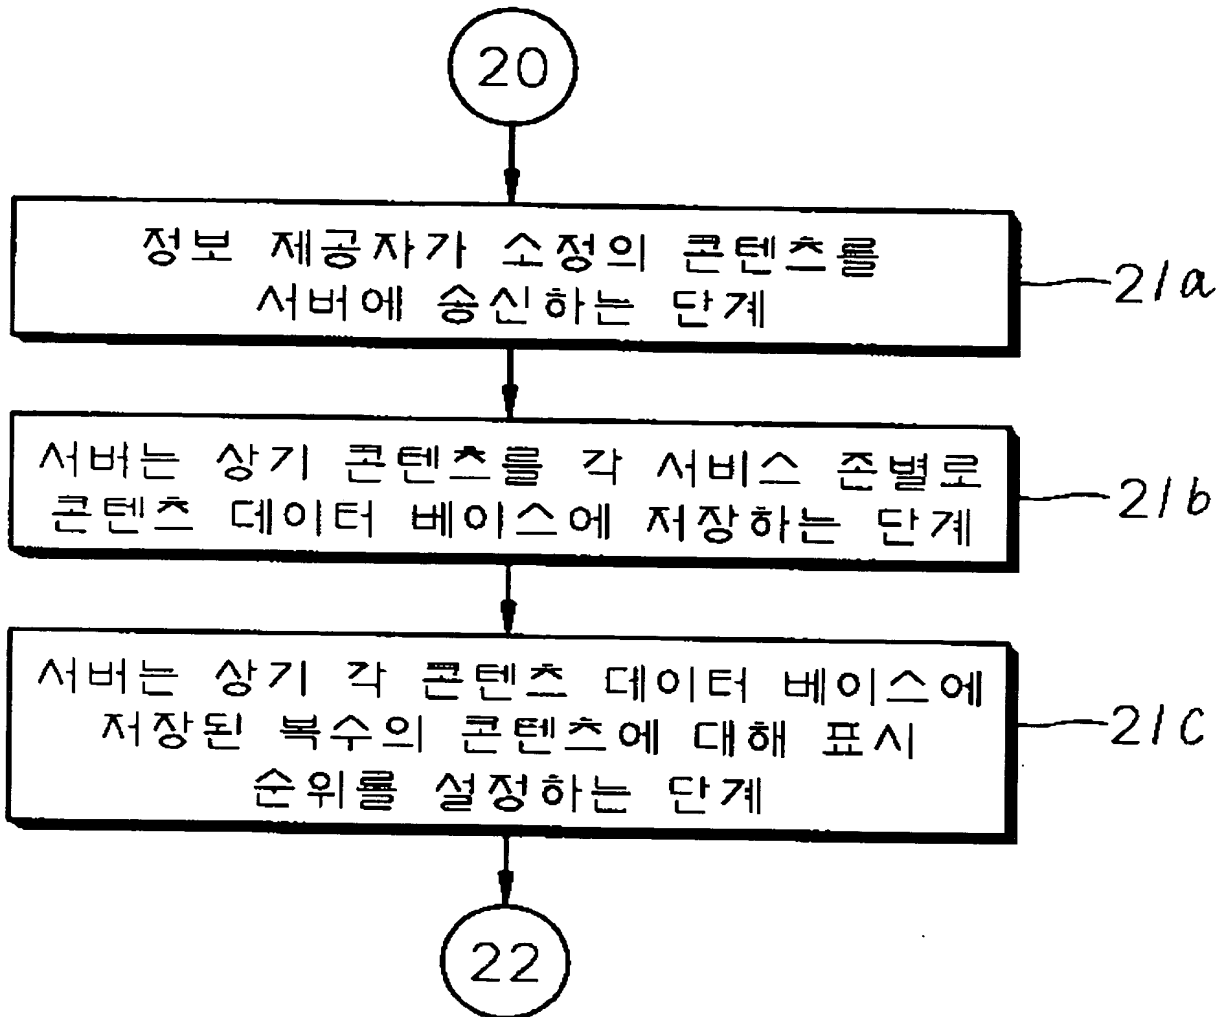 20
정보 제공자가 소정의 콘텐츠를
서버에 송신하는 단계
21a
서버는 상기 콘텐츠를 각 서비스 존별로
콘텐츠 데이터 베이스에 저장하는 단계
21b
서버는 상기 각 콘텐츠 데이터 베이스에
저장된 복수의 콘텐츠에 대해 표시
순위를 설정하는 단계
21c
22